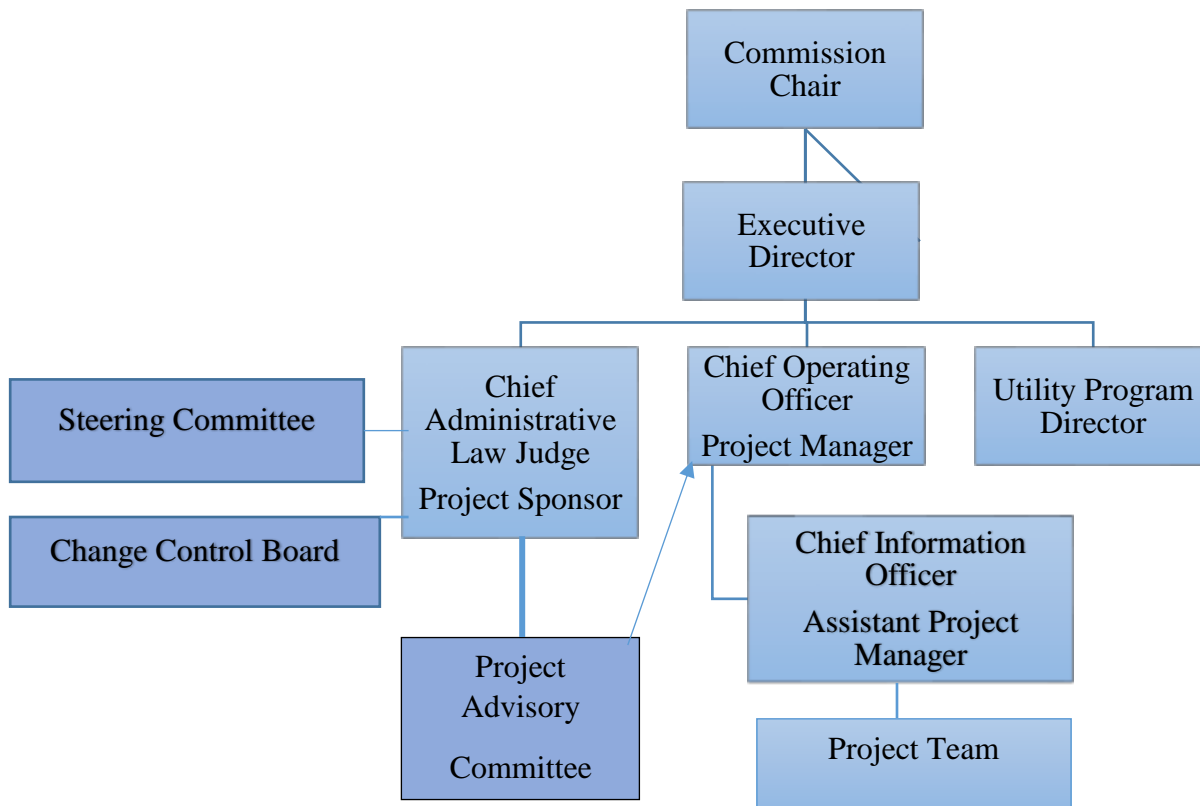 Commission
Chair
Executive
Director
Chief
Administrative
Law Judge
Project Sponsor
Chief Operating
Officer
Project Manager
Utility Program
Director
Steering Committee
Change Control Board
Chief Information
Officer
Assistant Project
Manager
Project
Advisory
Committee
Project Team